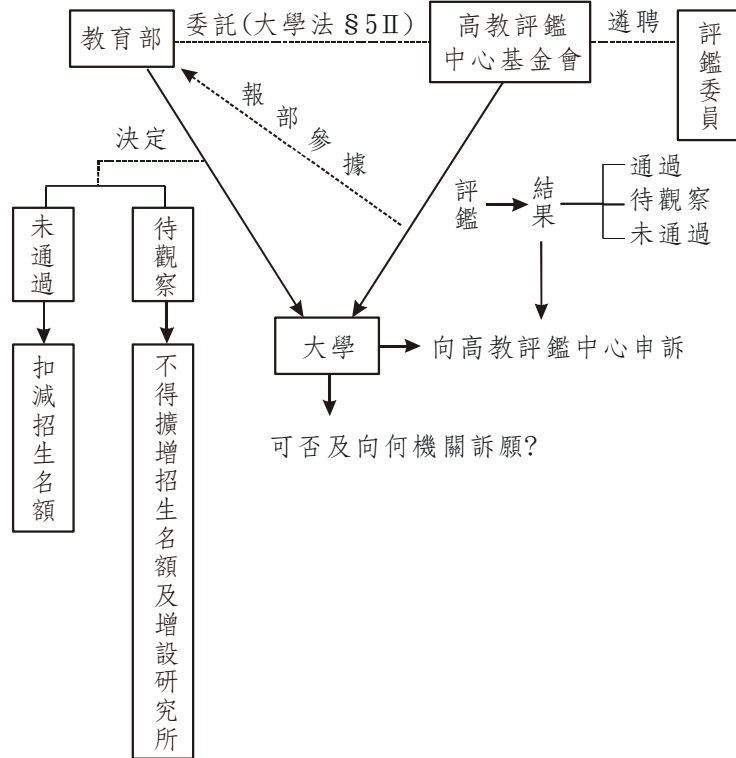 教育部
委託(大學法§5Ⅱ)
高教評鑑
中心基金會
遴聘
評鑑委員
報部參據
決定
未通過
待觀察
評鑑
結果
通過
待觀察
未通過
大學
向高教評鑑中心申訴
扣減招生名額
不得擴增招生名額及增設研究所
可否及向何機關訴願?